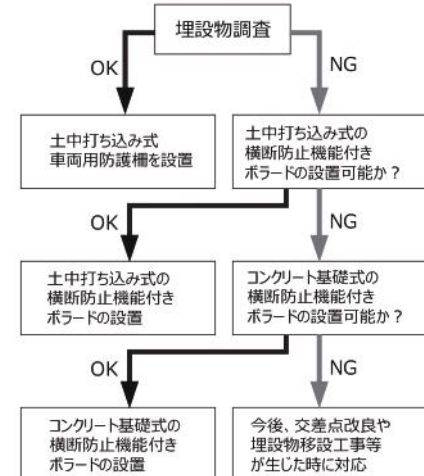 埋設物調査
OK
NG
土中打ち込み式
車両用防護柵を設置
土中打ち込み式の
横断防止機能付き
ボラードの設置可能か？
OK
NG
土中打ち込み式の
横断防止機能付き
ボラードの設置
コンクリート基礎式の
横断防止機能付き
ボラードの設置可能か？
OK
NG
コンクリート基礎式の
横断防止機能付き
ボラードの設置
今後、交差点改良や
埋設物移設工事等
が生じた時に対応